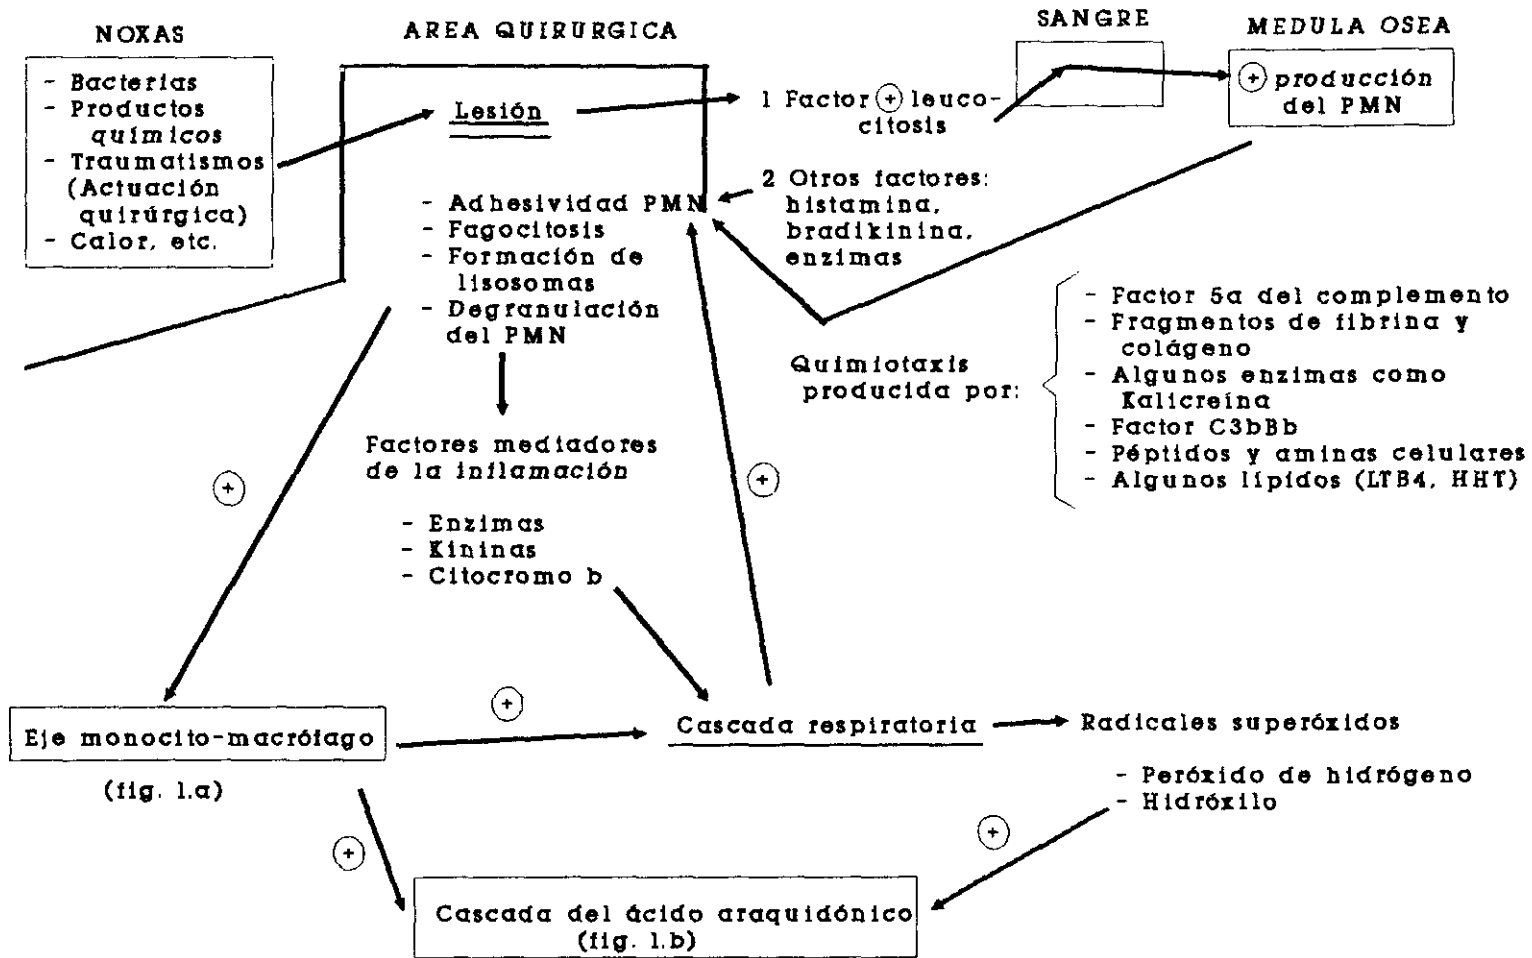 NOXAS
- Bacterias
- Productos
químicos
- Traumatismos
(Actuación
quirúrgica)
- Calor, etc.
AREA QUIRURGICA
Lesión
- Adhesividad PMN
- Fagocitosis
- Formación de
lisosomas
- Degranulación
del PMN
1 Factor + leuco-
citosis
2 Otros factores:
histamina,
bradikinina,
enzimas
SANGRE
MEDULA OSEA
+ producción
del PMN
Quimiotaxis
producida por:
- Factor 5a del complemento
- Fragmentos de fibrina y
colágeno
- Algunos enzimas como
Kalicreína
- Factor C3bBb
- Péptidos y aminas celulares
- Algunos lípidos (LTB4, HHT)
Factores mediadores
de la inflamación
- Enzimas
- Kininas
- Citocromo b
+
+
Eje monocito-macrófago
(fig. 1.a)
+
Cascada respiratoria
Radicales superóxidos
- Peróxido de hidrógeno
- Hidróxilo
+
+
Cascada del ácido araquidónico
(fig. 1.b)